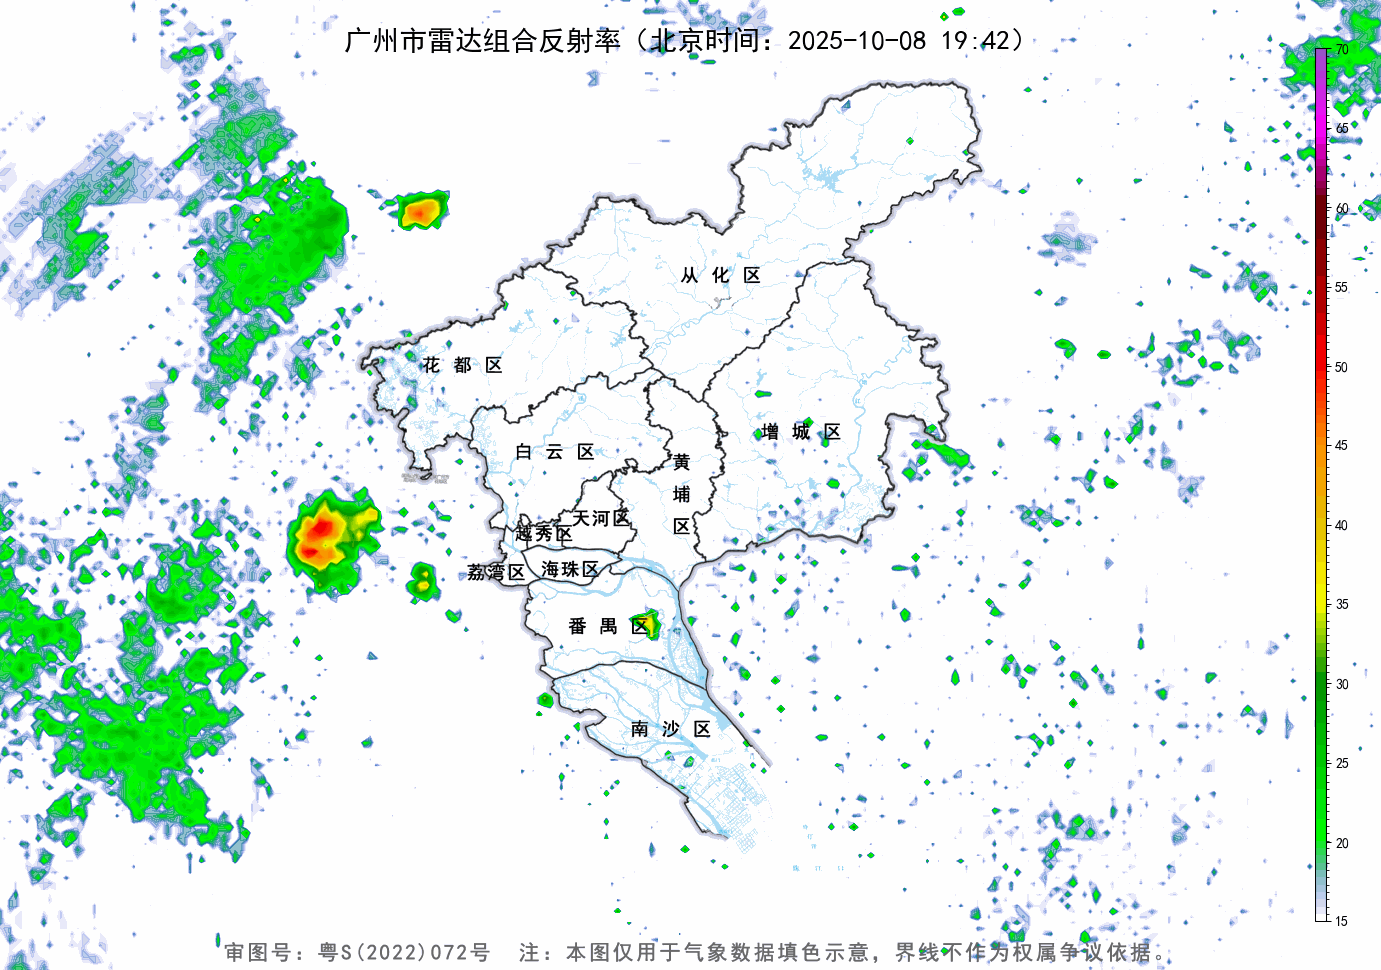 广州市雷达组合反射率（北京时间：2025-10-08 19:42）
70
65
60
55
50
45
40
35
30
25
20
15
从化区
花都区
增城区
白云区
黄埔区
天河区
越秀区
荔湾区
海珠区
番禺区
南沙区
审图号：粤S(2022)072号 注：本图仅用于气象数据填色示意，界线不作为权属争议依据。